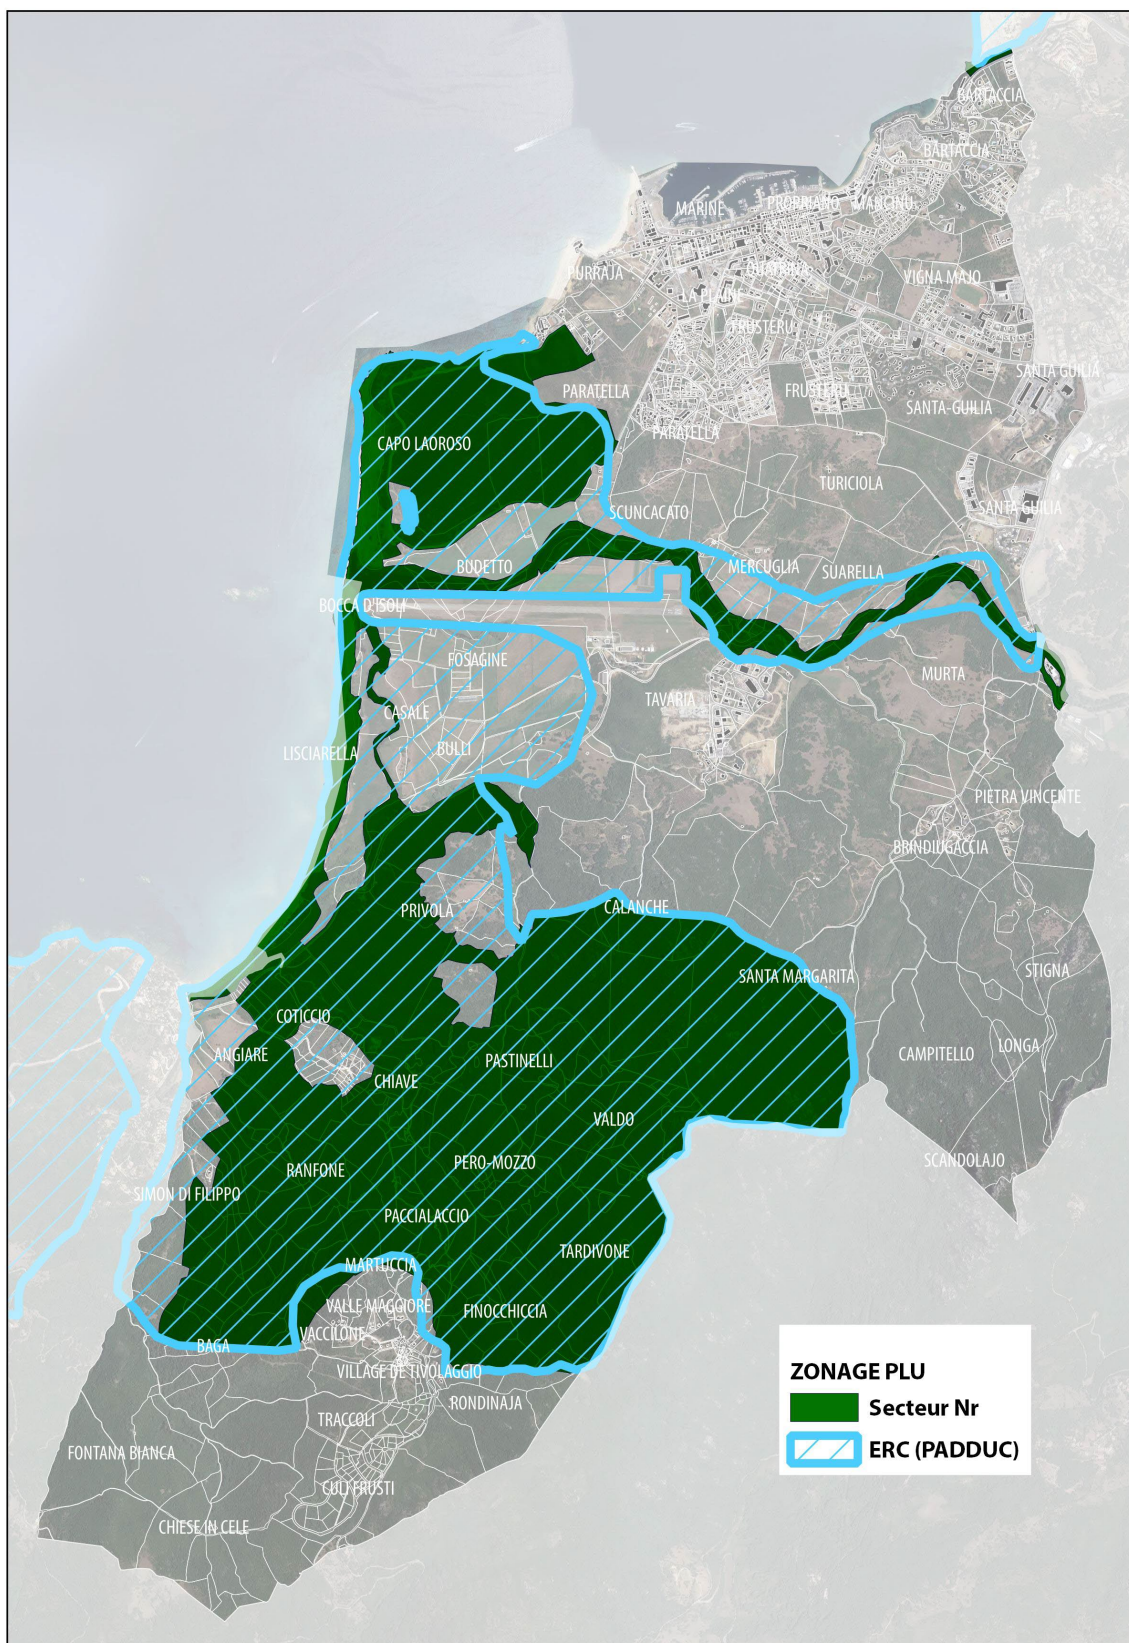 BARTACCIA
BARTACCIA
MARINE
PROPRIANO
MANCINU
PURRAJA
QUATRINA
VIGNA MAJO
LA PLAINE
FRUSTERU
SANTA GUILIA
PARATELLA
FRUSTERU
SANTA-GUILIA
PARATELLA
CAPO LAOROSO
TURICIOLA
SCUNCACATO
SANTA GUILIA
BUDETTO
MERCUGLIA
SUARELLA
BOCCA D'ISOLI
FOSAGINE
MURTA
TAVARIA
CASALE
LISCIARELLA
BULLI
PIETRA VINCENTE
BRINDIUGACCIA
PRIVOLA
CALANCHE
SANTA MARGARITA
STIGNA
COTICCIO
ANGIARE
PASTINELLI
CAMPITELLO
LONGA
CHIAVE
VALDO
RANFONE
PERO-MOZZO
SCANDOLAJO
SIMON DI FILIPPO
PACCIALACCIO
TARDIVONE
MARTUCCIA
VALLE MAGGIORE
FINOCCHICCIA
VACCILONE
BAGA
VILLAGE DE TIVOLAGGIO
RONDINAJA
TRACCOLI
FONTANA BIANCA
CULI FRUSTI
CHIESE IN CELE
ZONAGE PLU
Secteur Nr
ERC (PADDUC)